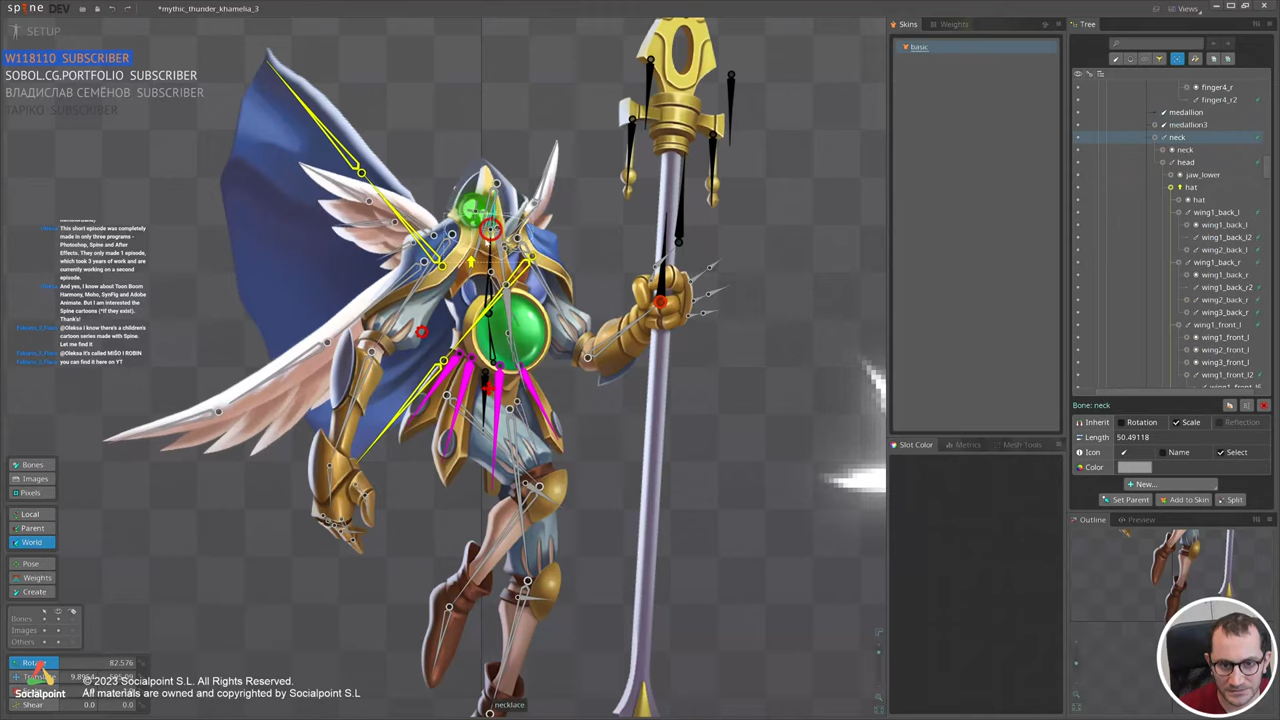 spine DEV
*mythic_thunder_khamelia_3
Views
SETUP
W118110 SUBSCRIBER
SOBOL.CG.PORTFOLIO SUBSCRIBER
ВЛАДИСЛАВ СЕМЁНОВ SUBSCRIBER
TAPIKO SUBSCRIBER
This short episode was completely
made in only three programs -
Photoshop, Spine and After
Effects. They only made 1 episode,
which took 3 years of work and are
currently working on a second
episode.
And yes, I know about Toon Boom
Harmony, Moho, SynFig and Adobe
Animate. But I am interested the
Spine cartoons (*If they exist).
Thanks!
@Oleksa I know there's a children's
cartoon series made with Spine.
Let me find it
@Oleksa it's called MIŠO I ROBIN
you can find it here on YT
Bones
Images
Pixels
Local
Parent
World
Pose
Weights
Create
Bones
Images
Others
Rotate 82.576
Shear 0.0 0.0
Socialpoint
© 2023 Socialpoint S.L. All Rights Reserved.
All materials are owned and copyrighted by Socialpoint S.L
necklace
Skins
Weights
basic
Slot Color
Metrics
Mesh Tools
Tree
finger4_r
finger4_r2
medallion
medallion3
neck
neck
head
jaw_lower
hat
hat
wing1_back_l
wing1_back_l
wing1_back_l2
wing2_back_l
wing1_back_r
wing1_back_r
wing1_back_r2
wing2_back_r
wing3_back_r
wing1_front_l
wing1_front_l
wing2_front_l
wing3_front_l
wing1_front_l2
Bone: neck
Inherit Rotation Scale Reflection
Length 50.49118
Icon Name Select
Color
+ New...
Set Parent
Add to Skin
Split
Outline
Preview